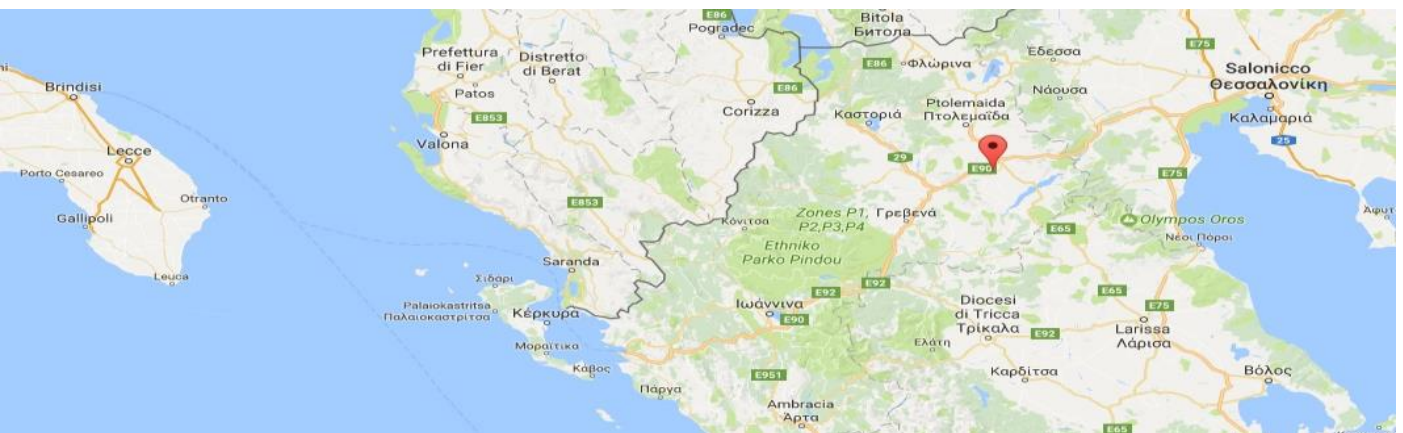 Brindisi
Lecce
Porto Cesareo
Otranto
Gallipoli
Leuca
Prefettura
di Fier
Patos
Distretto
di Berat
E853
Valona
E853
Saranda
Σιδάρι
Palaiokastritsa
Παλαιοκαστρίτσα
Κέρκυρα
Μοραΐτικα
Κάβος
Πάργα
E86
Pogradec
E86
Corizza
Bitola
Битола
E86
Φλώρινα
Έδεσσα
E75
Νάουσα
Salonicco
Θεσσαλονίκη
Καλαμαριά
25
Καστοριά
Ptolemaida
Πτολεμαΐδα
29
E90
E75
Κόνιτσα
Zones P1,
P2,P3,P4
Γρεβενά
Ethniko
Parko Pindou
E65
Olympos Oros
Νέοι Πόροι
Αφυτ
E92
E92
Ιωάννινα
E90
Diocesi
di Tricca
Τρίκαλα
E92
E65
E75
Larissa
Λάρισα
Ελάτη
Καρδίτσα
Βόλος
E951
Ambracia
Άρτα
E65